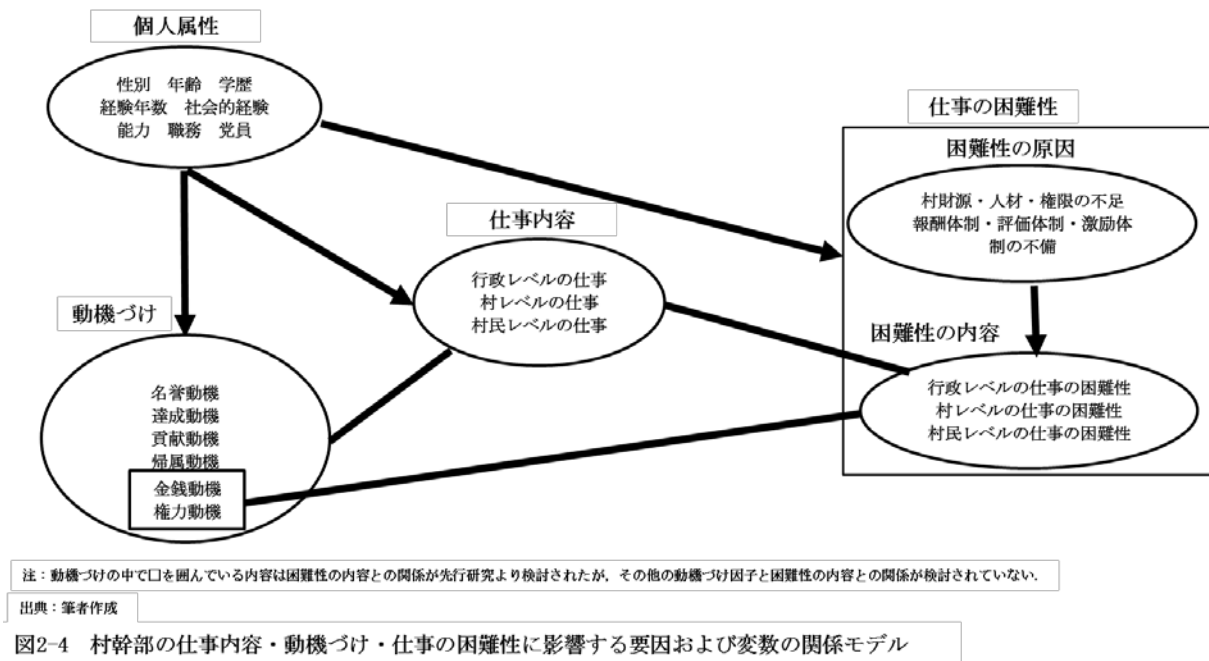 個人属性
性別 年齢 学歴
経験年数 社会的経験
能力 職務 党員
仕事の困難性
困難性の原因
村財源・人材・権限の不足
報酬体制・評価体制・激励体
制の不備
仕事内容
行政レベルの仕事
村レベルの仕事
村民レベルの仕事
動機づけ
名誉動機
達成動機
貢献動機
帰属動機
金銭動機
権力動機
困難性の内容
行政レベルの仕事の困難性
村レベルの仕事の困難性
村民レベルの仕事の困難性
注：動機づけの中で口を囲んでいる内容は困難性の内容との関係が先行研究より検討されたが，その他の動機づけ因子と困難性の内容との関係が検討されていない．
出典：筆者作成
図2-4 村幹部の仕事内容・動機づけ・仕事の困難性に影響する要因および変数の関係モデル